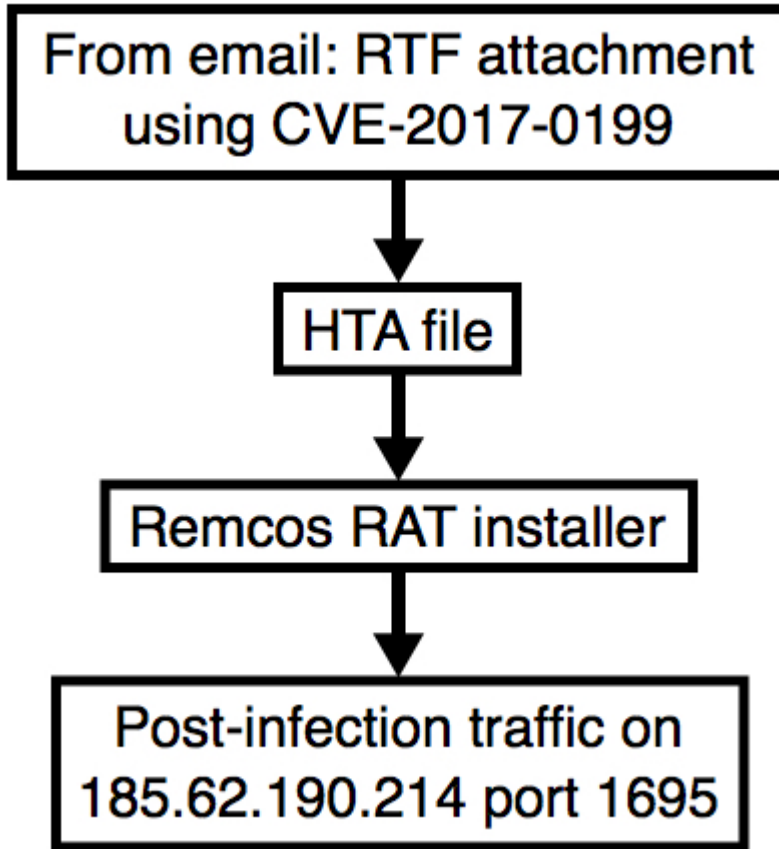 From email: RTF attachment
using CVE-2017-0199
HTA file
Remcos RAT installer
Post-infection traffic on
185.62.190.214 port 1695